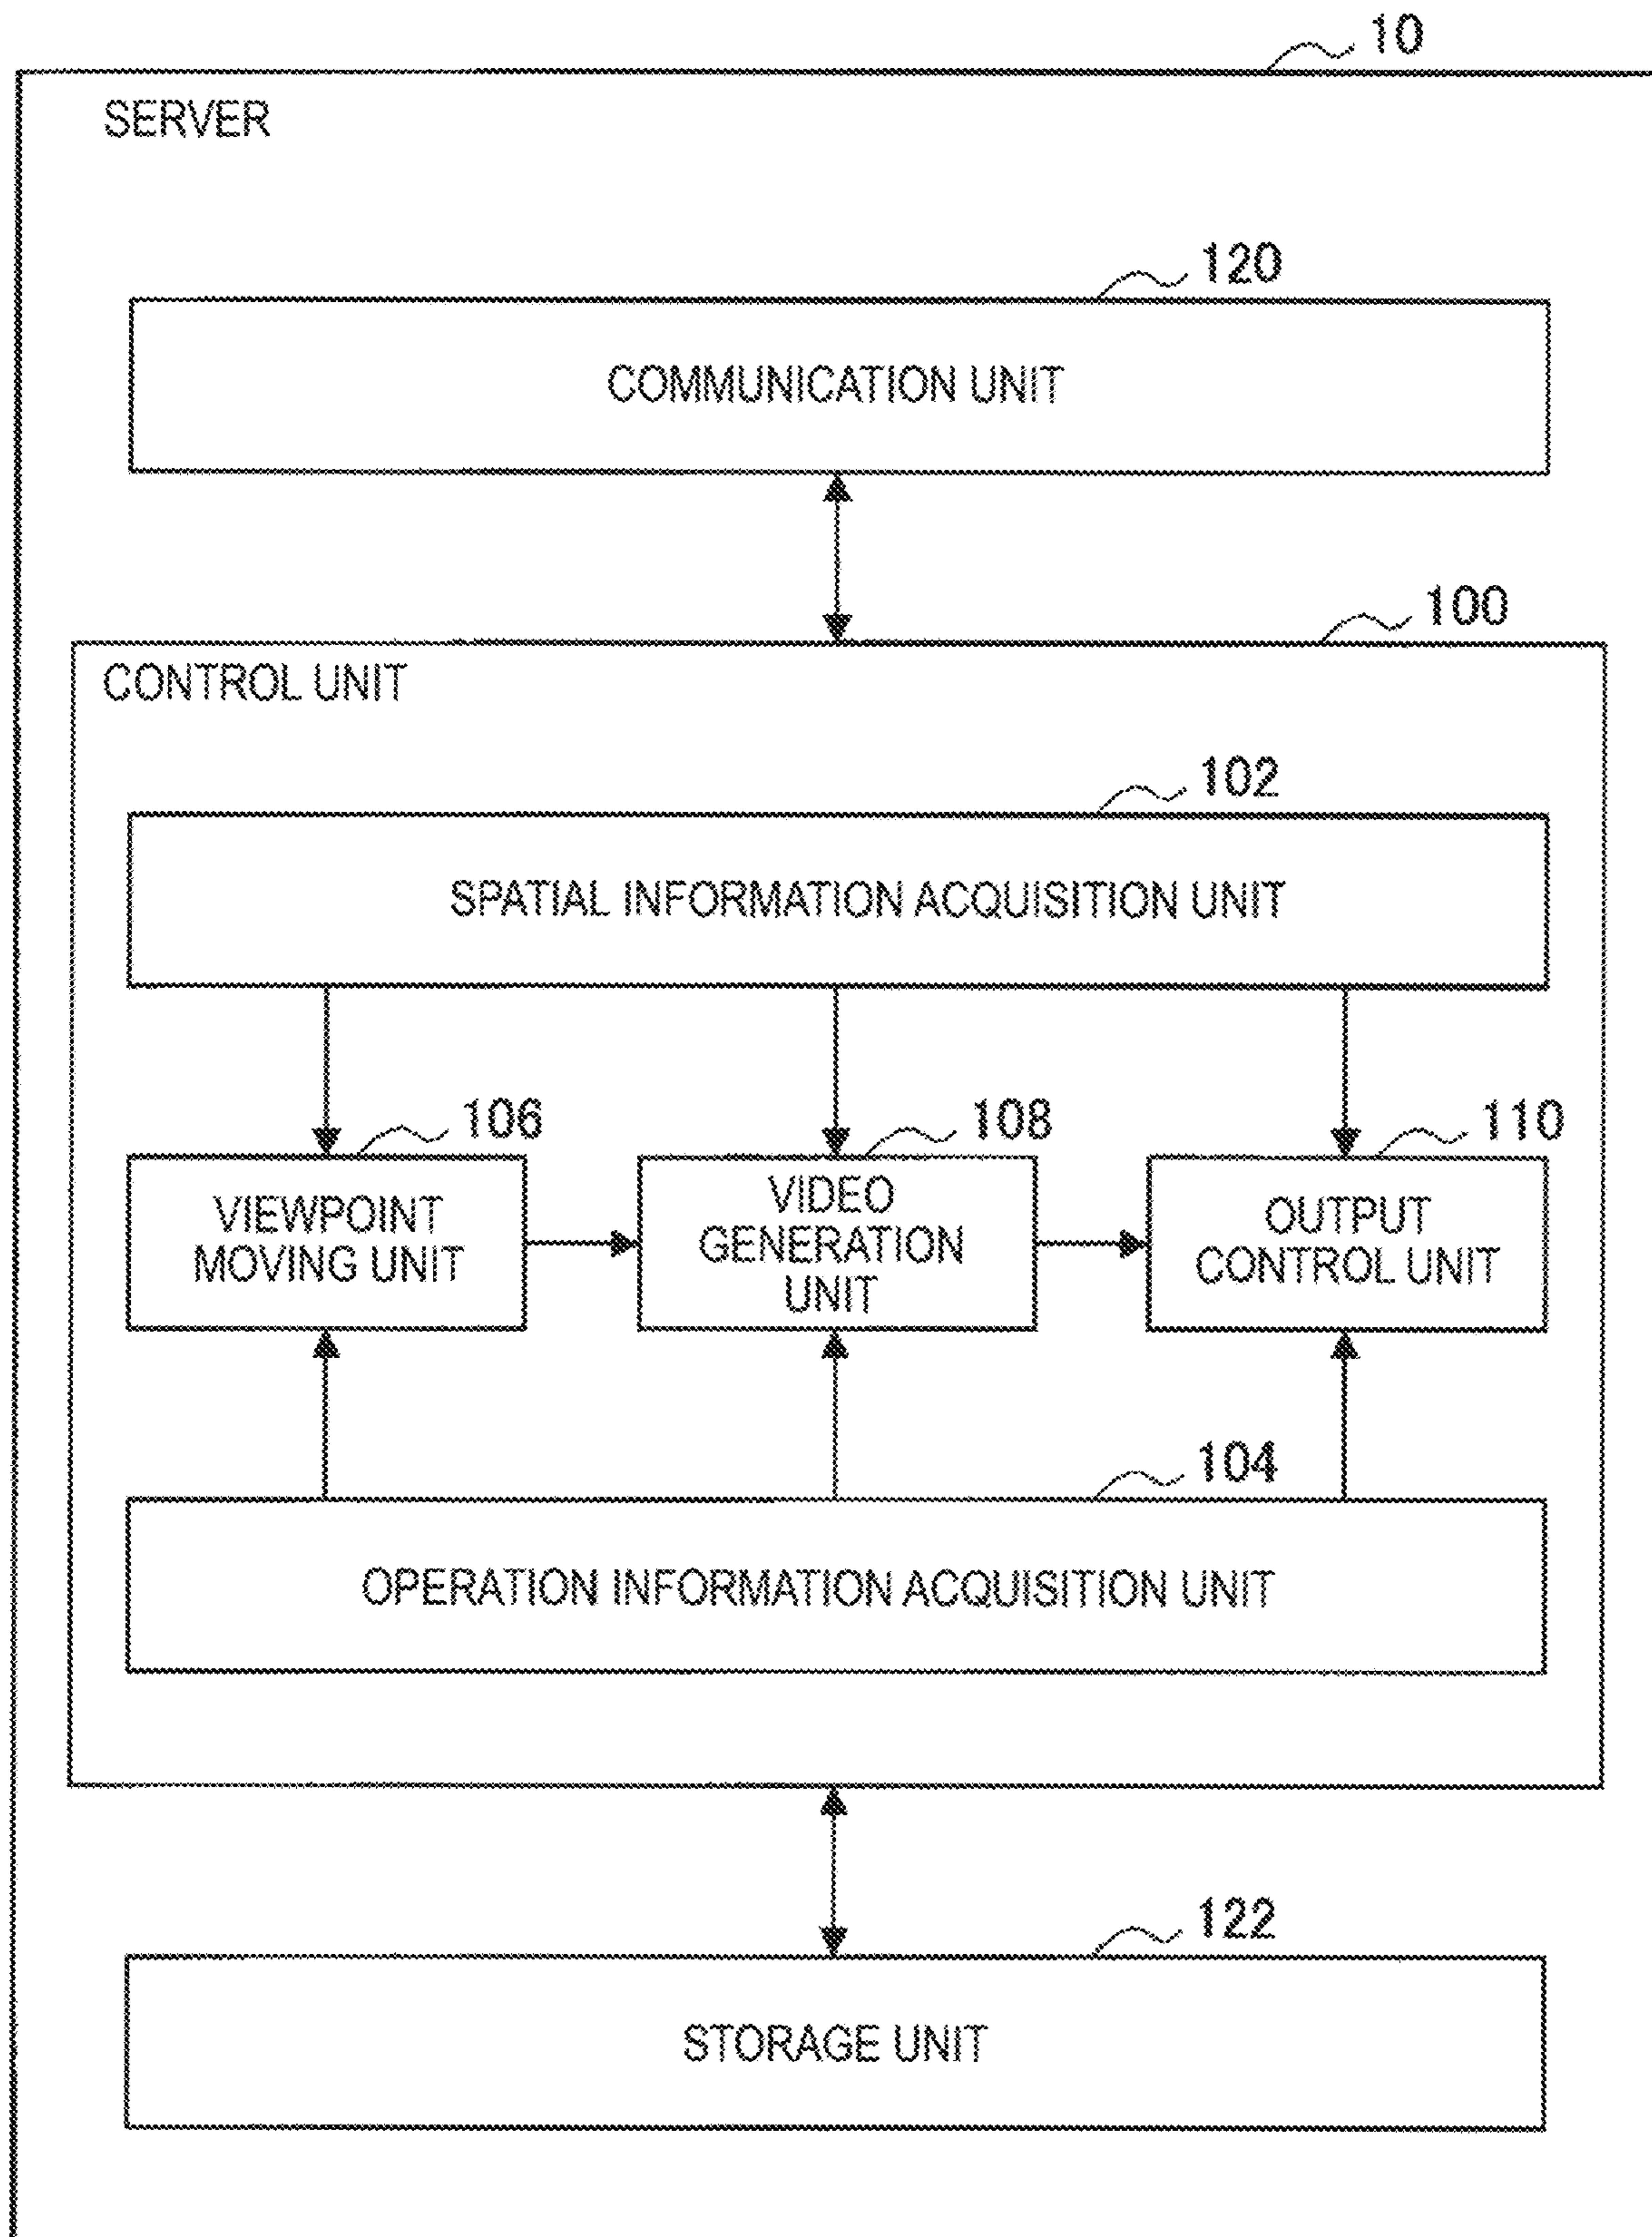 10
SERVER
120
COMMUNICATION UNIT
100
CONTROL UNIT
102
SPATIAL INFORMATION ACQUISITION UNIT
106
VIEWPOINT
MOVING UNIT
108
VIDEO
GENERATION
UNIT
110
OUTPUT
CONTROL UNIT
104
OPERATION INFORMATION ACQUISITION UNIT
122
STORAGE UNIT